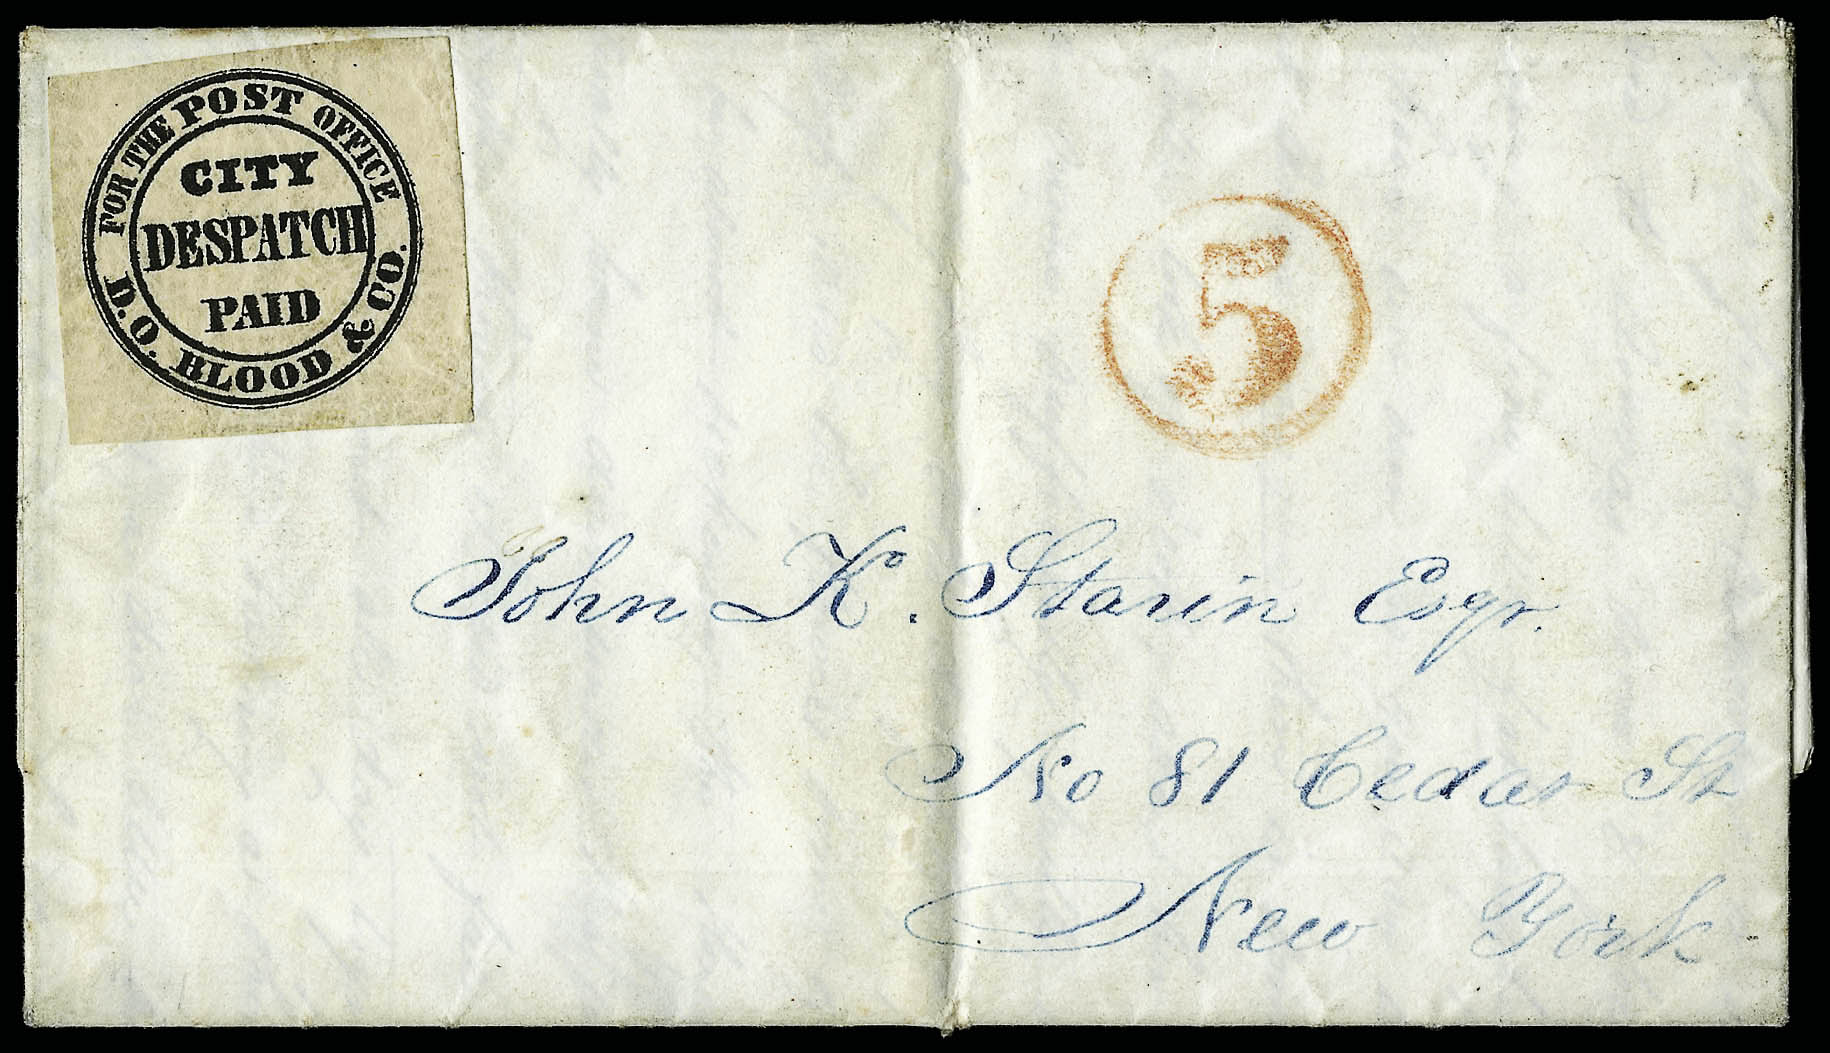 FOR THE POST OFFICE
CITY
DESPATCH
PAID
D.O. BLOOD & CO.
5
John K. Starin Esqr.
No 81 Cedar St
New York